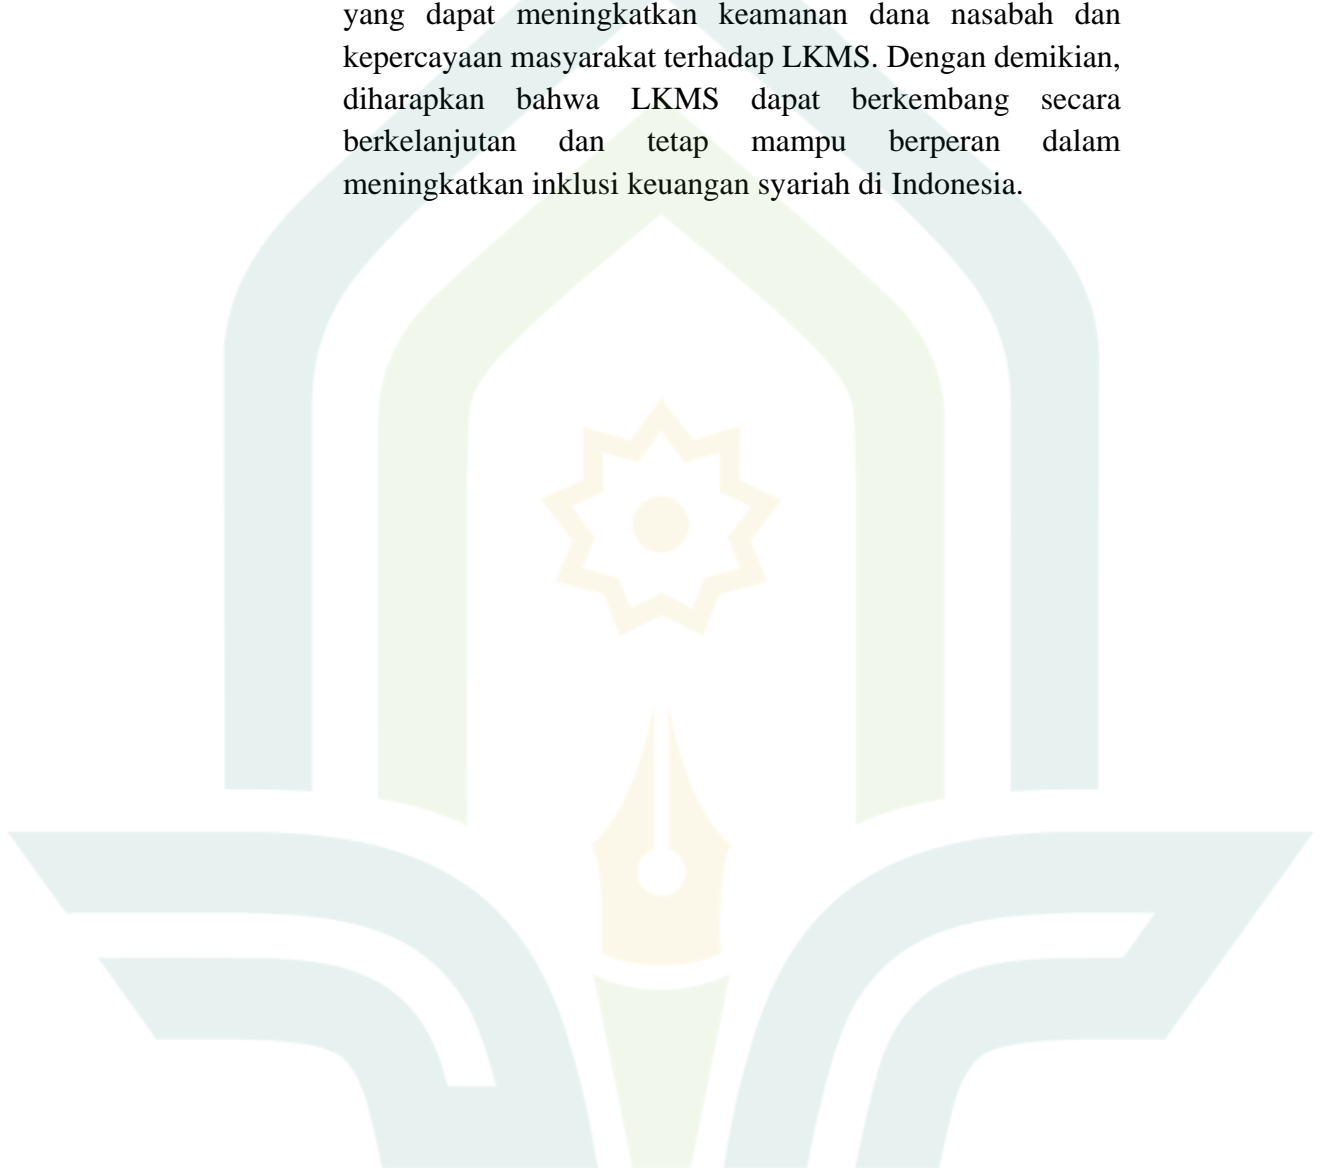 yang dapat meningkatkan keamanan dana nasabah dan
kepercayaan masyarakat terhadap LKMS. Dengan demikian,
diharapkan bahwa LKMS dapat berkembang secara
berkelanjutan dan tetap mampu berperan dalam
meningkatkan inklusi keuangan syariah di Indonesia.